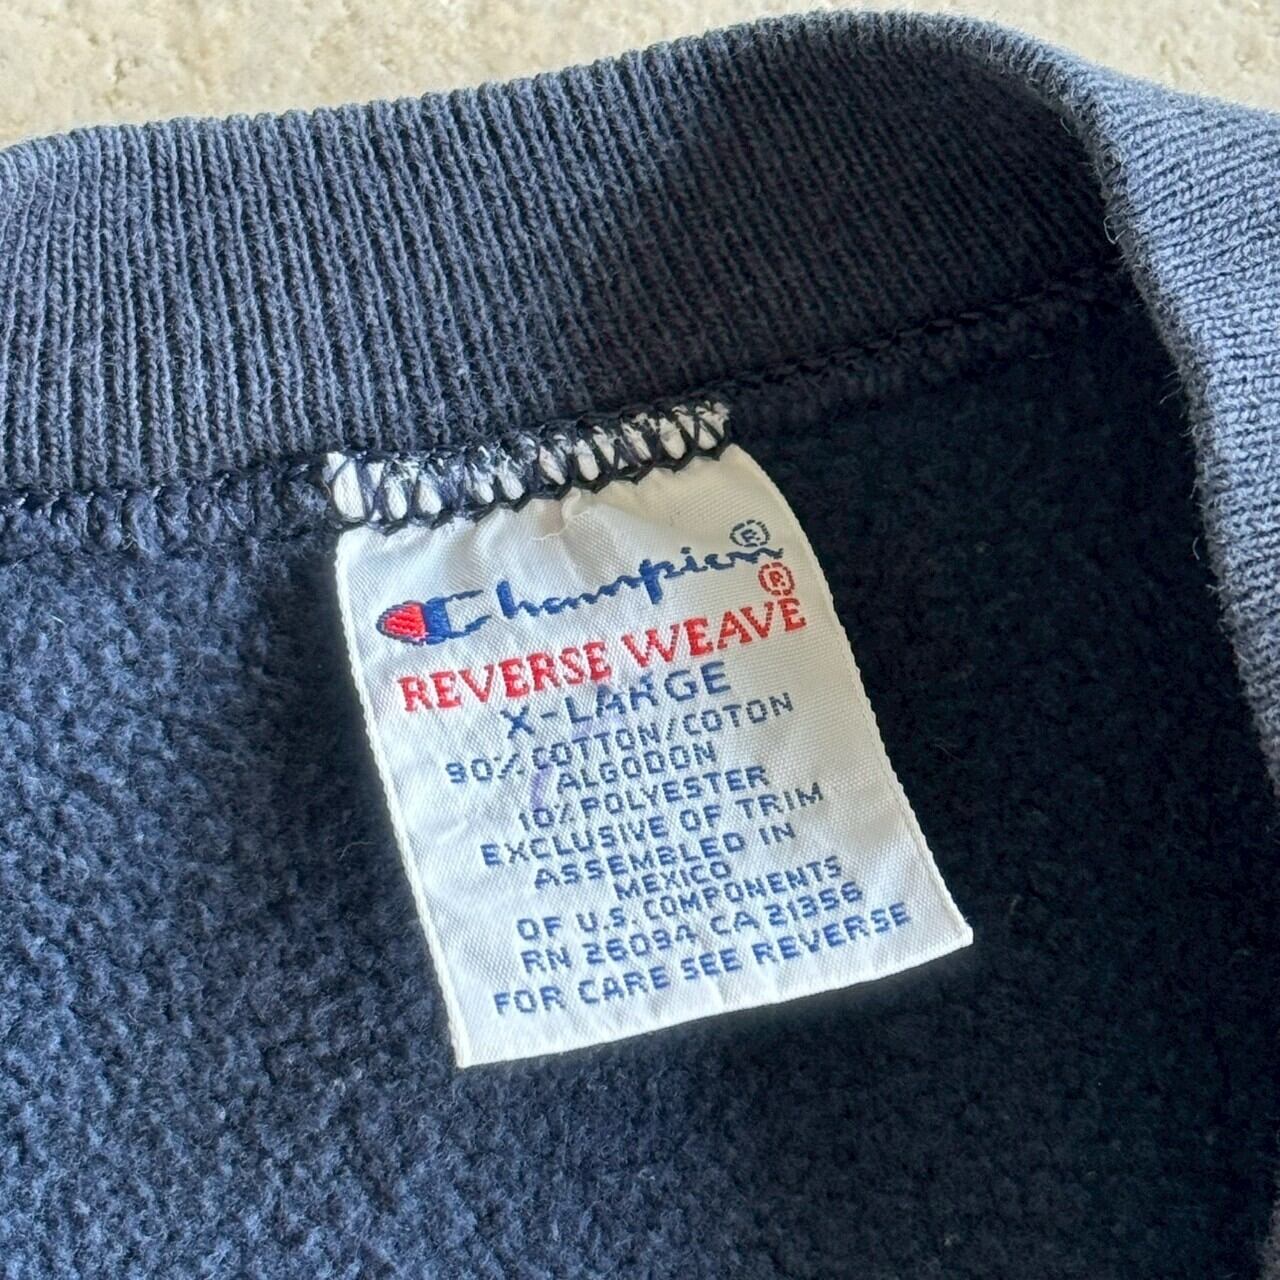 Champion®
REVERSE WEAVE®
X-LARGE
90% COTTON/COTON
ALGODON
10% POLYESTER
EXCLUSIVE OF TRIM
ASSEMBLED IN
MEXICO
OF U.S. COMPONENTS
RN 26094 CA 21356
FOR CARE SEE REVERSE